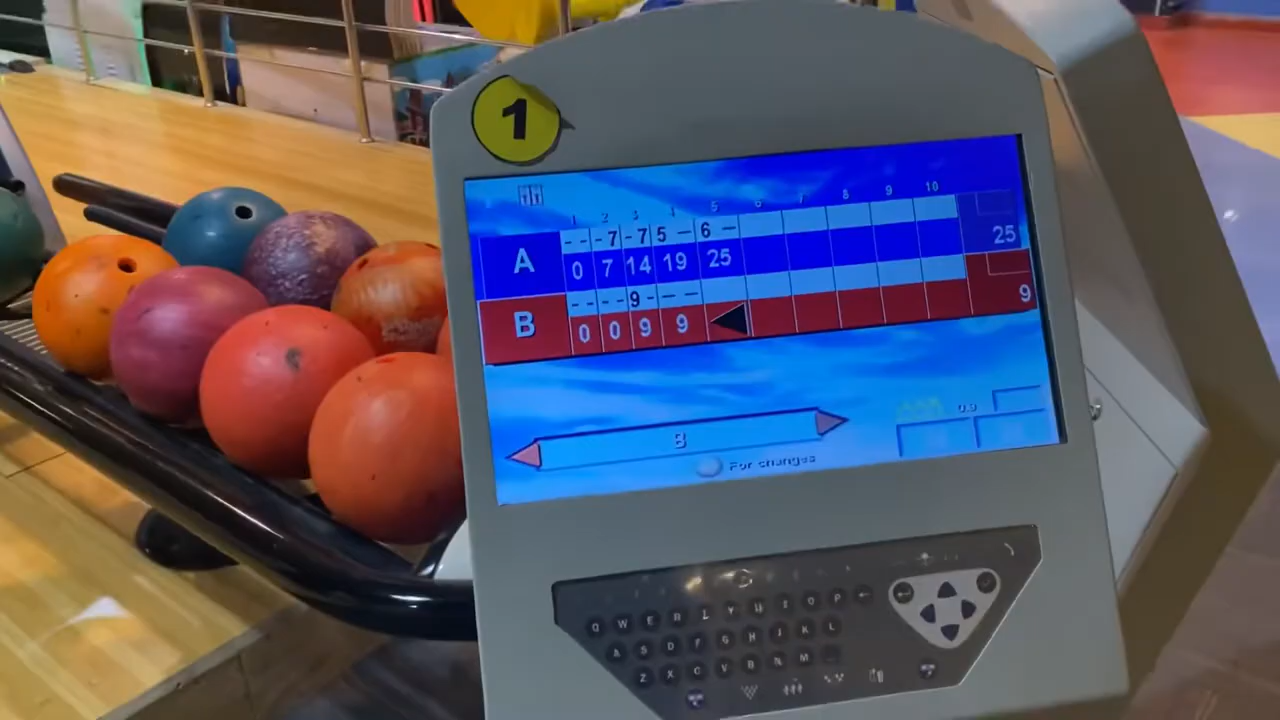 1
1 2 3 4 5 6 7 8 9 10
- - - 7 - 7 5 - 6 -
A 0 7 14 19 25 25
- - - - 9 - - -
B 0 0 9 9 9
B
For changes
Q W E R T Y U I O P
A S D F G H J K L
Z X C V B N M